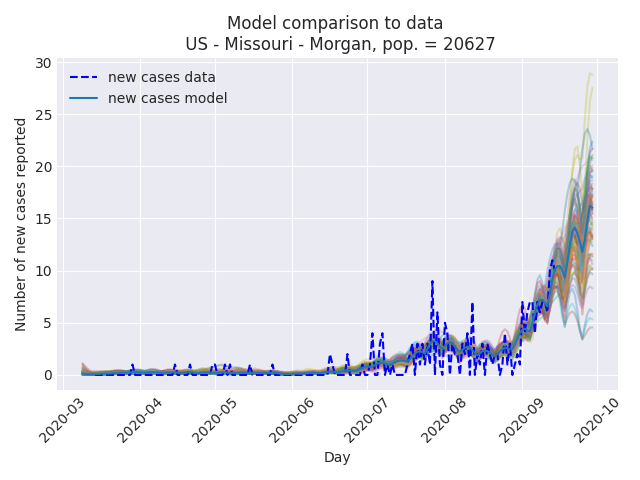 Model comparison to data
US - Missouri - Morgan, pop. = 20627
new cases data
new cases model
Number of new cases reported
30
25
20
15
10
5
0
2020-03
2020-04
2020-05
2020-06
2020-07
2020-08
2020-09
2020-10
Day